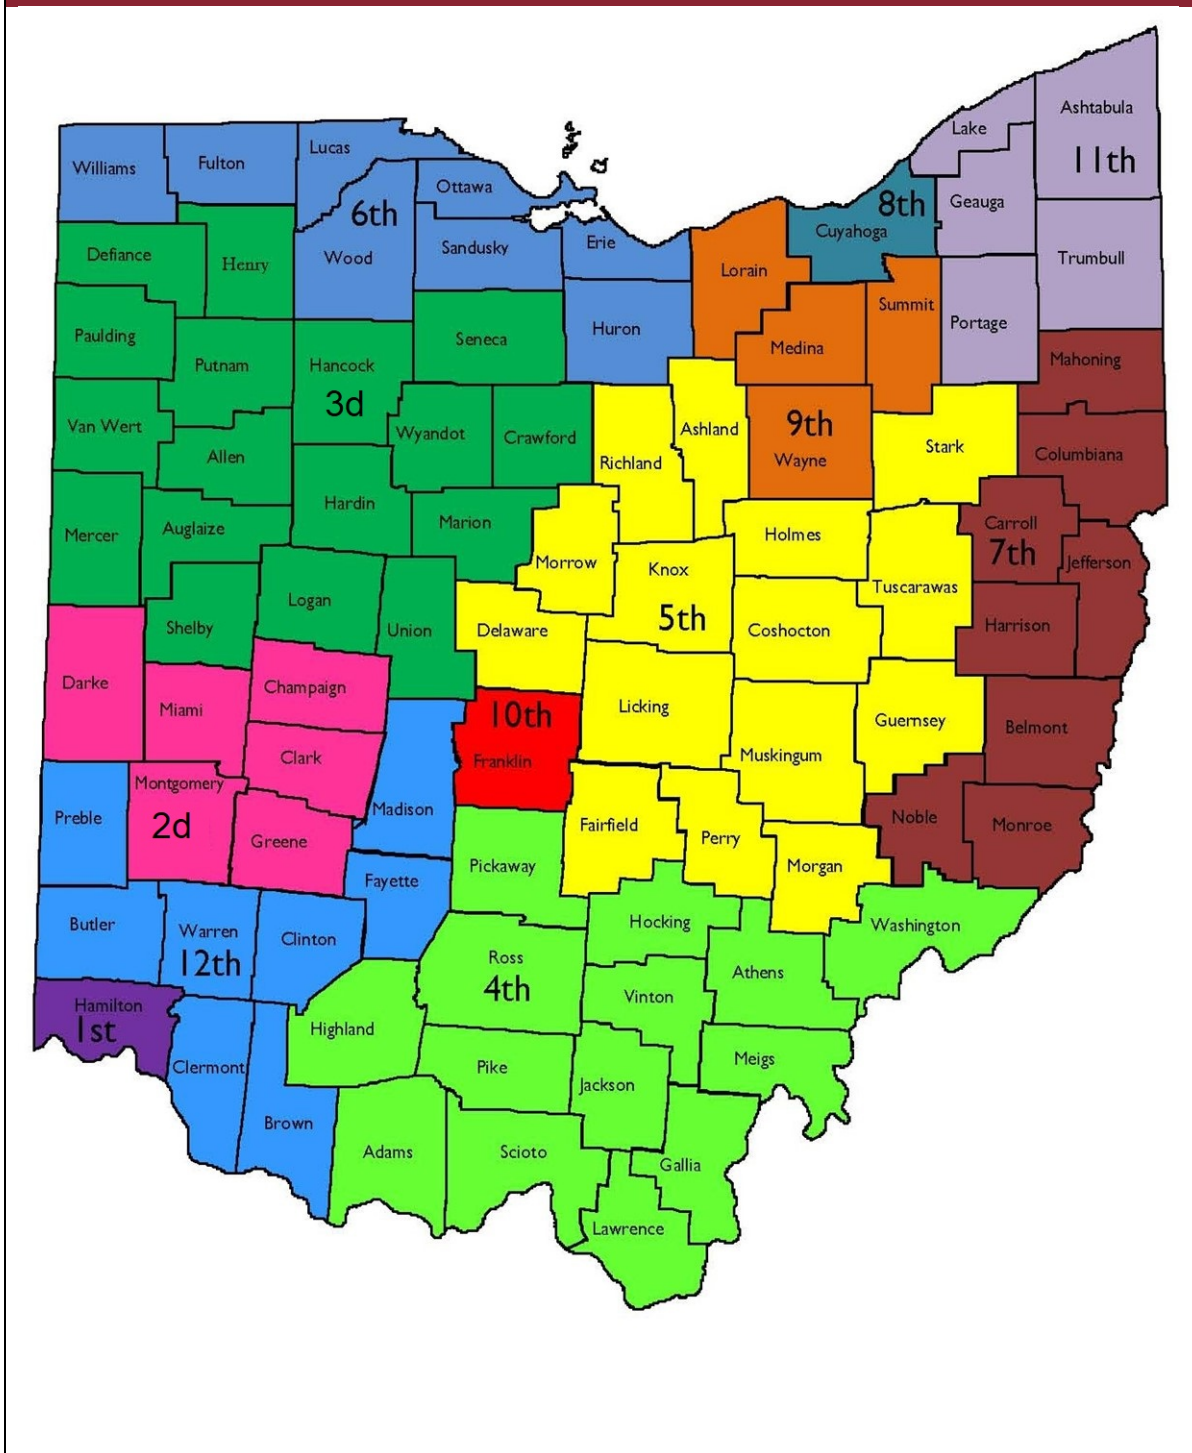 Ashtabula
Lake
11th
Williams
Fulton
Lucas
Ottawa
6th
8th
Geauga
Cuyahoga
Defiance
Henry
Wood
Sandusky
Erie
Lorain
Trumbull
Summit
Paulding
Putnam
Hancock
Seneca
Huron
Medina
Portage
Mahoning
3d
Van Wert
Wyandot
Crawford
Ashland
9th
Allen
Richland
Wayne
Stark
Columbiana
Mercer
Auglaize
Hardin
Marion
Carroll
Holmes
7th
Morrow
Knox
Jefferson
Tuscarawas
Logan
Shelby
Union
Delaware
5th
Coshocton
Harrison
Darke
Champaign
Miami
10th
Licking
Guernsey
Belmont
Clark
Franklin
Muskingum
Montgomery
Preble
2d
Madison
Greene
Fairfield
Perry
Noble
Monroe
Pickaway
Morgan
Fayette
Butler
Warren
Clinton
Hocking
Washington
12th
Ross
4th
Athens
Vinton
Hamilton
1st
Highland
Clermont
Pike
Jackson
Meigs
Brown
Adams
Scioto
Gallia
Lawrence